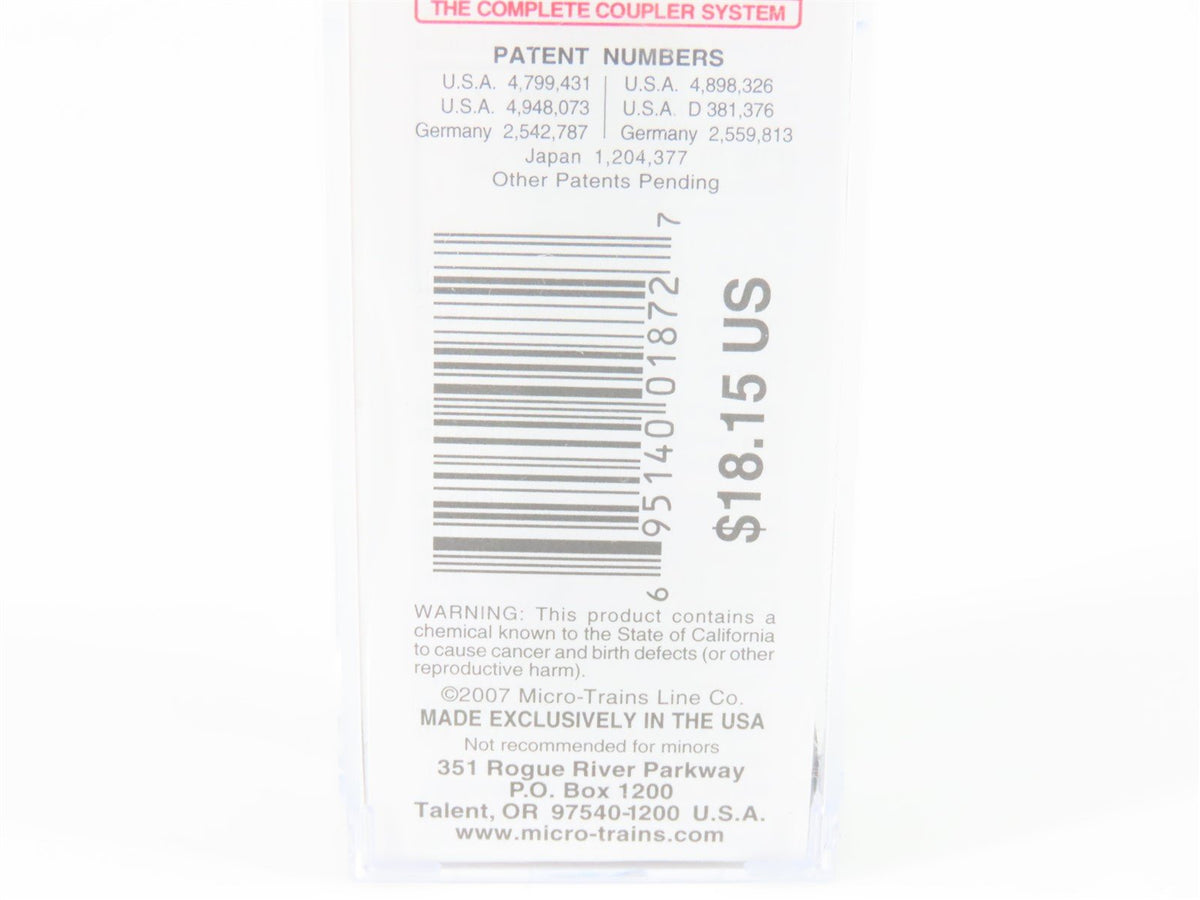 THE COMPLETE COUPLER SYSTEM
PATENT NUMBERS
U.S.A. 4,799,431 | U.S.A. 4,898,326
U.S.A. 4,948,073 | U.S.A. D 381,376
Germany 2,542,787 | Germany 2,559,813
Japan 1,204,377
Other Patents Pending
6 95140 01872 7
$18.15 US
WARNING: This product contains a
chemical known to the State of California
to cause cancer and birth defects (or other
reproductive harm).
©2007 Micro-Trains Line Co.
MADE EXCLUSIVELY IN THE USA
Not recommended for minors
351 Rogue River Parkway
P.O. Box 1200
Talent, OR 97540-1200 U.S.A.
www.micro-trains.com